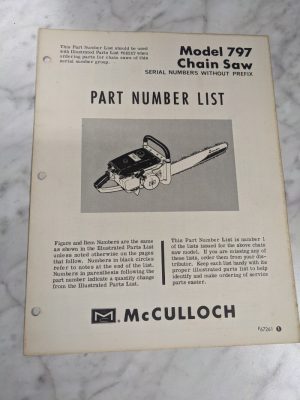 This Part Number List should be used
with Illustrated Parts List when
ordering parts for chain saws of this
serial number group.
Model 797
Chain Saw
SERIAL NUMBERS WITHOUT PREFIX
PART NUMBER LIST
Figure and Item Numbers are the same
as shown in the Illustrated Parts List
unless noted otherwise on the pages
that follow. Numbers in black circles
refer to notes at the end of the list.
Numbers in parenthesis following the
part number indicate a quantity change
from the Illustrated Parts List.
This Part Number List is number 1
of the lists issued for the above chain
saw model. If you are missing any of
these lists, order them from your dis-
tributor. Keep each list handy with its
proper illustrated parts list to help
identify and make ordering of service
parts easier.
M. McCULLOCH